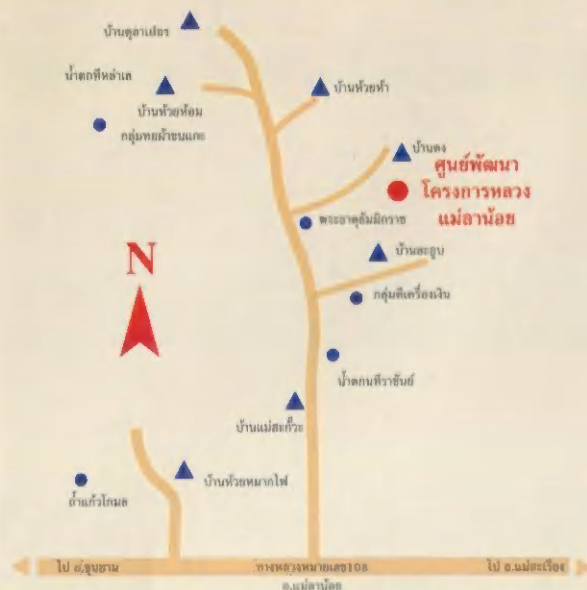 บ้านดูลาเปอร
น้ำตกทีหล่าเล
บ้านห้วยห้อม
กลุ่มทอผ้าขนแกะ
บ้านห้วยห้า
บ้านดง
ศูนย์พัฒนา
โครงการหลวง
แม่ลาน้อย
พระธาตุสัมมิกราช
บ้านละอูบ
กลุ่มตีเครื่องเงิน
N
น้ำตกนทีราชันย์
บ้านแม่สะกั๊วะ
บ้านห้วยหมากไฟ
ถ้ำแก้วโกมล
ไป อ.ขุนยวม
ทางหลวงหมายเลข108
ไป อ.แม่สะเรียง
อ.แม่ลาน้อย